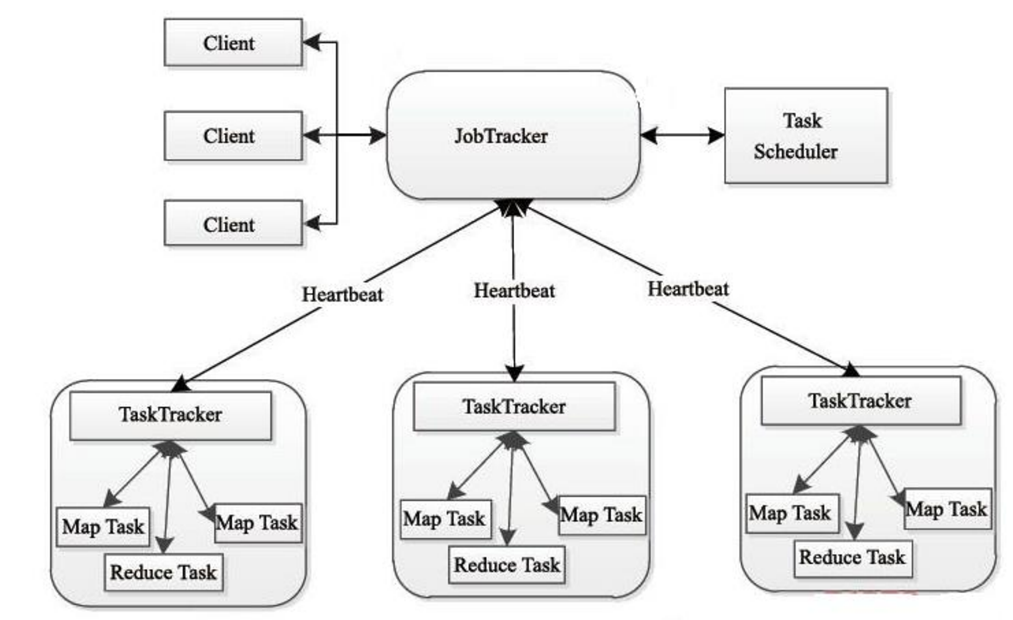 Client
Client
Client
JobTracker
Task
Scheduler
Heartbeat
Heartbeat
Heartbeat
TaskTracker
Map Task
Map Task
Reduce Task
TaskTracker
Map Task
Map Task
Reduce Task
TaskTracker
Map Task
Map Task
Reduce Task